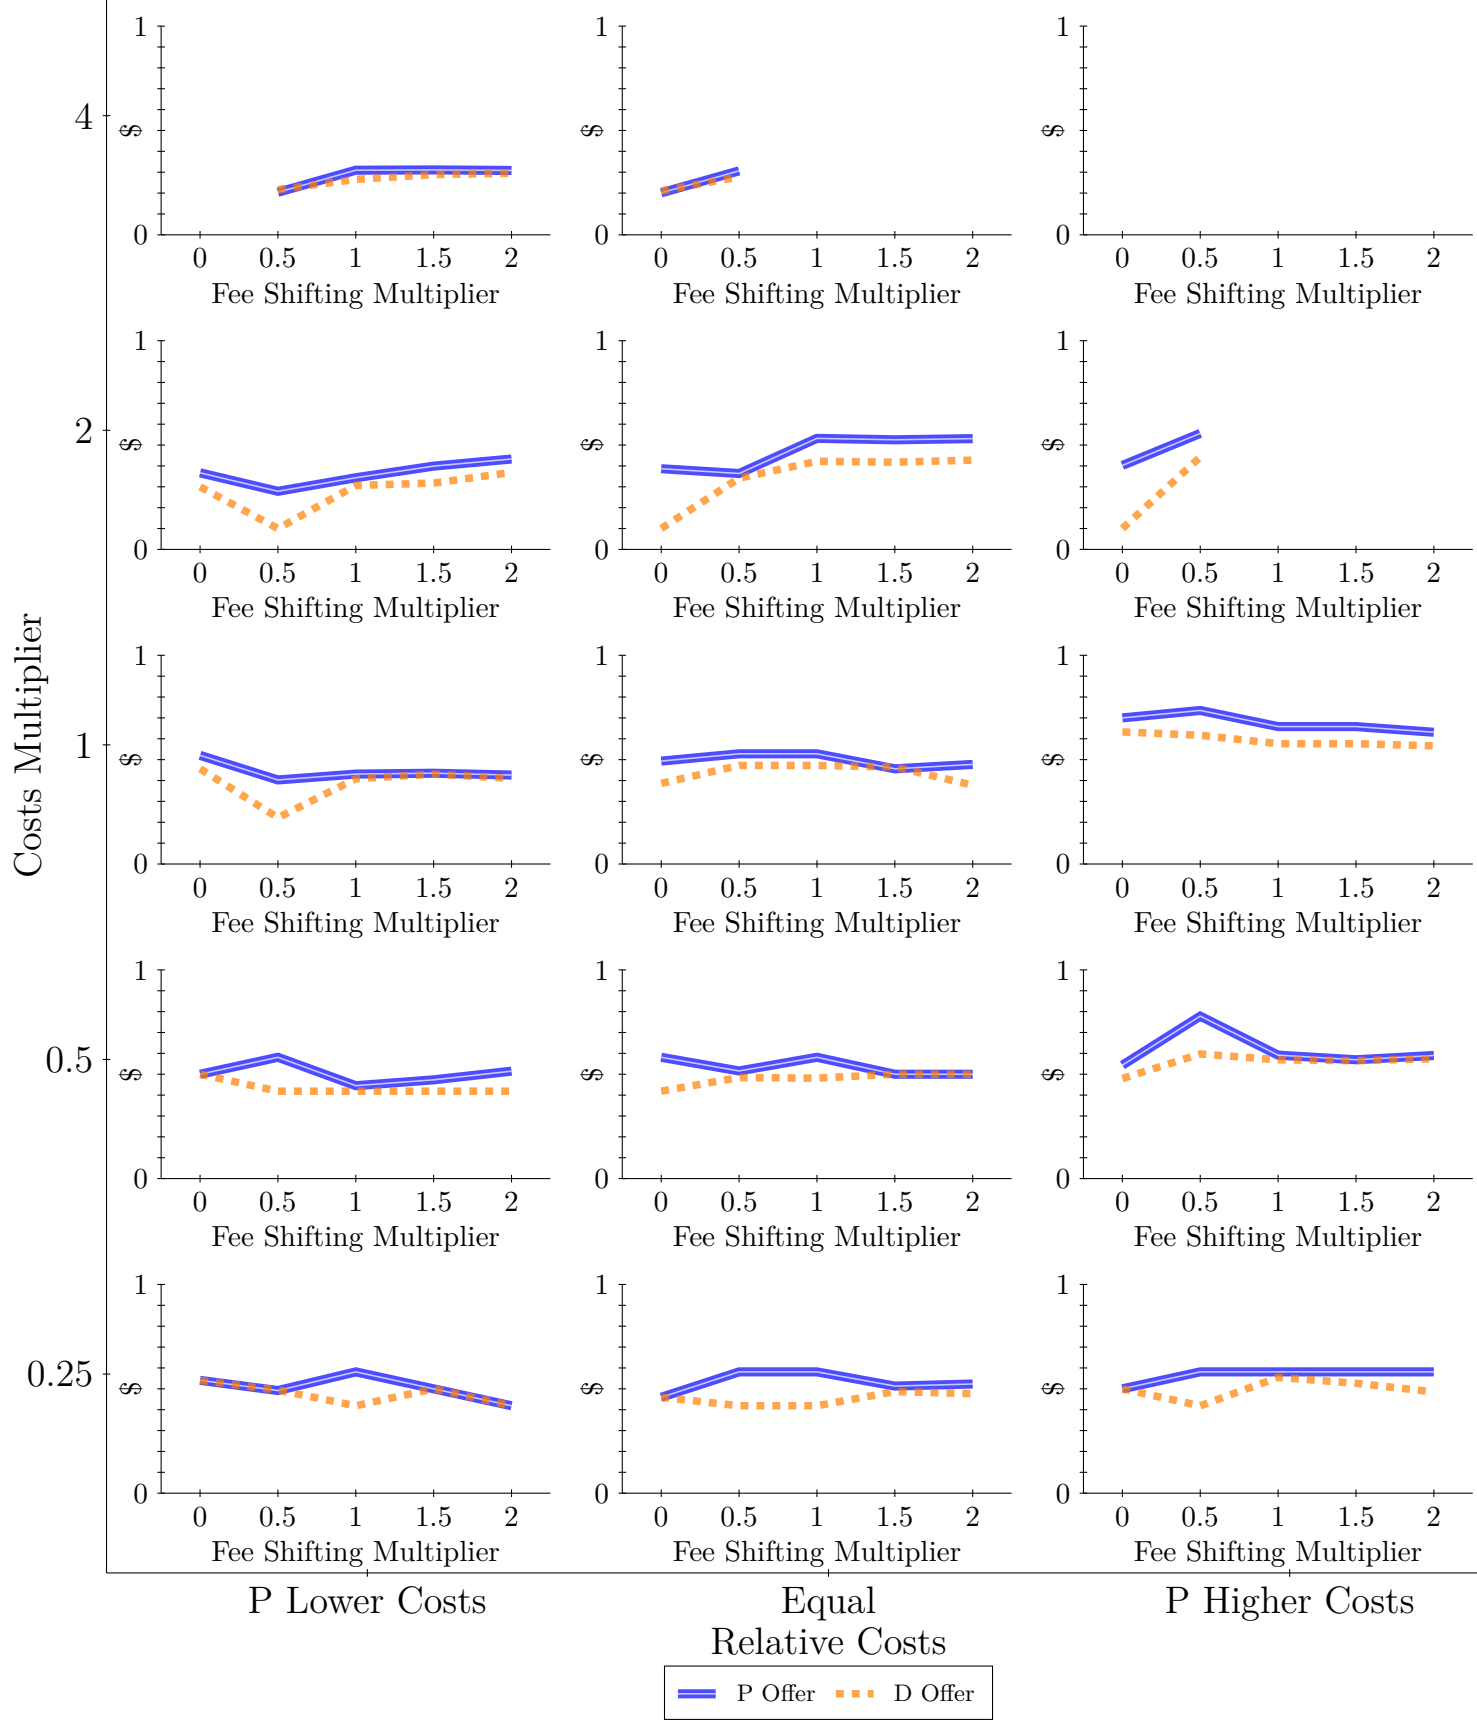 1 1 1
4 $ $ $
0 0 0
0 0.5 1 1.5 2 0 0.5 1 1.5 2 0 0.5 1 1.5 2
Fee Shifting Multiplier Fee Shifting Multiplier Fee Shifting Multiplier
1 1 1
2 $ $ $
0 0 0
0 0.5 1 1.5 2 0 0.5 1 1.5 2 0 0.5 1 1.5 2
Fee Shifting Multiplier Fee Shifting Multiplier Fee Shifting Multiplier
Costs Multiplier
1 1 1
1 $ $ $
0 0 0
0 0.5 1 1.5 2 0 0.5 1 1.5 2 0 0.5 1 1.5 2
Fee Shifting Multiplier Fee Shifting Multiplier Fee Shifting Multiplier
1 1 1
0.5 $ $ $
0 0 0
0 0.5 1 1.5 2 0 0.5 1 1.5 2 0 0.5 1 1.5 2
Fee Shifting Multiplier Fee Shifting Multiplier Fee Shifting Multiplier
1 1 1
0.25 $ $ $
0 0 0
0 0.5 1 1.5 2 0 0.5 1 1.5 2 0 0.5 1 1.5 2
Fee Shifting Multiplier Fee Shifting Multiplier Fee Shifting Multiplier
P Lower Costs Equal P Higher Costs
Relative Costs
P Offer D Offer